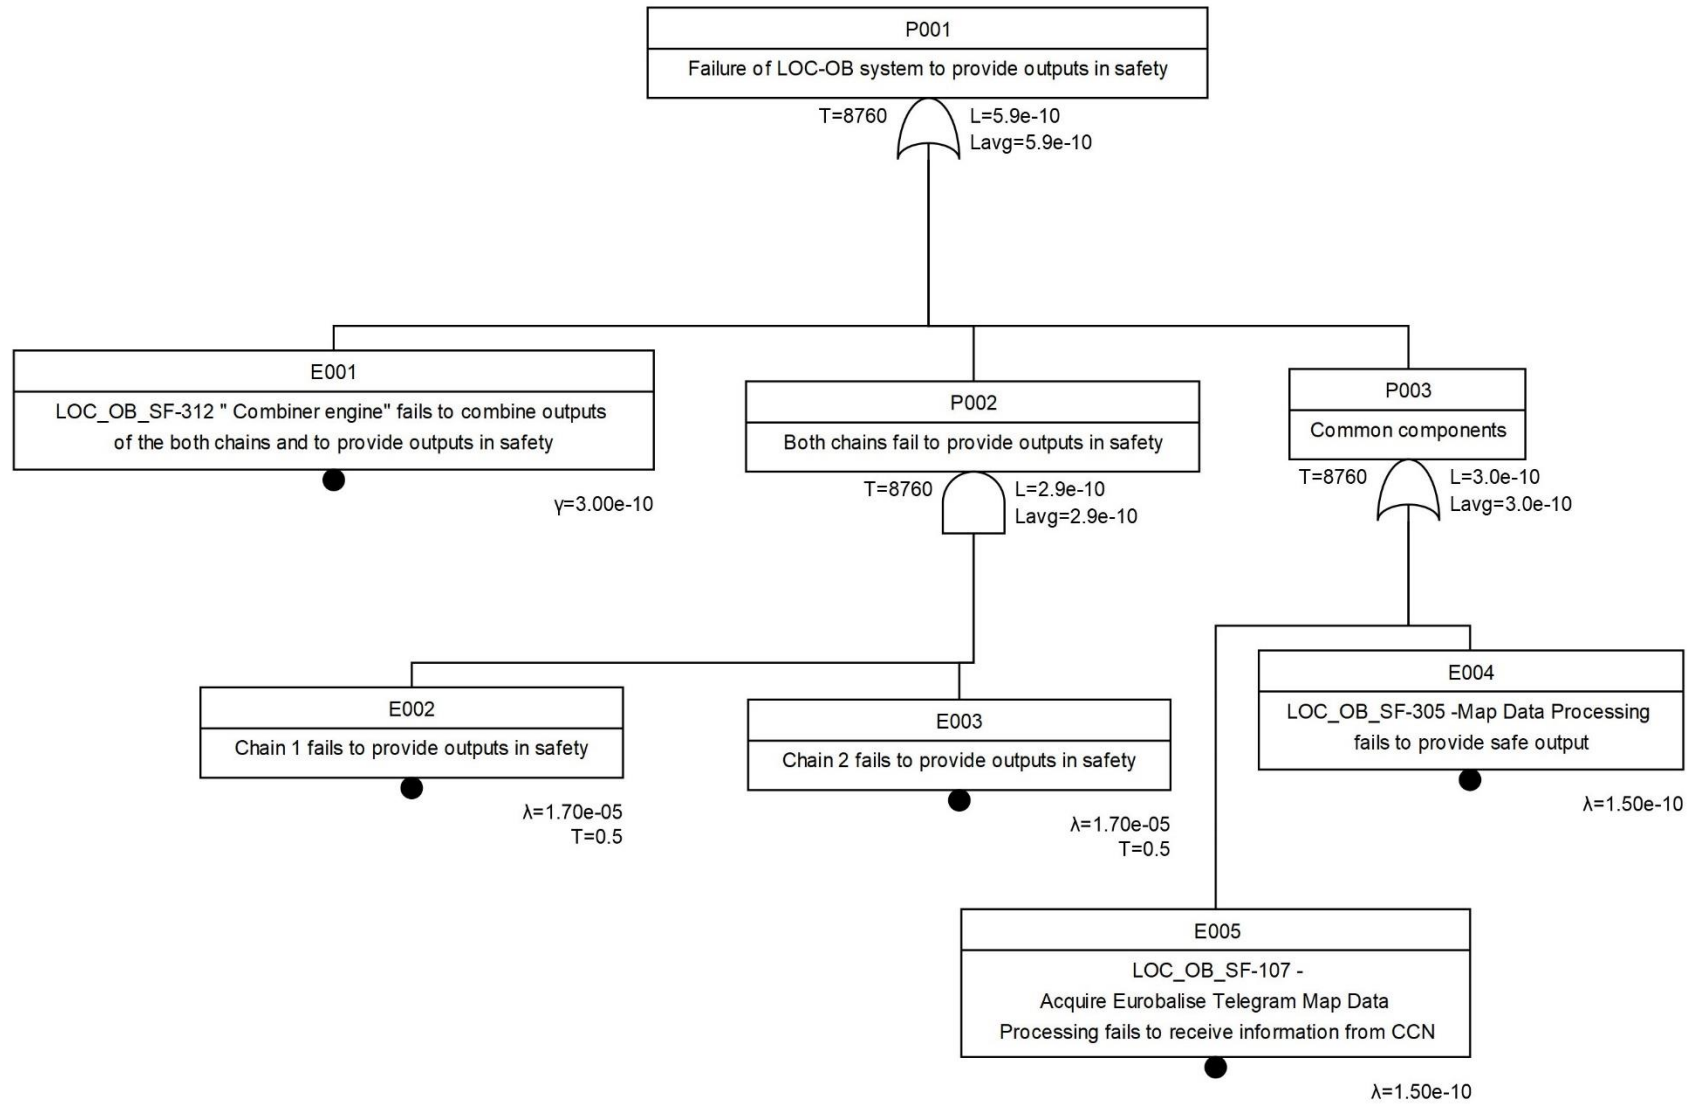 P001
Failure of LOC-OB system to provide outputs in safety
T=8760
L=5.9e-10
Lavg=5.9e-10
E001
LOC_OB_SF-312 " Combiner engine" fails to combine outputs
of the both chains and to provide outputs in safety
γ=3.00e-10
P002
Both chains fail to provide outputs in safety
T=8760
L=2.9e-10
Lavg=2.9e-10
P003
Common components
T=8760
L=3.0e-10
Lavg=3.0e-10
E002
Chain 1 fails to provide outputs in safety
λ=1.70e-05
T=0.5
E003
Chain 2 fails to provide outputs in safety
λ=1.70e-05
T=0.5
E004
LOC_OB_SF-305 -Map Data Processing
fails to provide safe output
λ=1.50e-10
E005
LOC_OB_SF-107 -
Acquire Eurobalise Telegram Map Data
Processing fails to receive information from CCN
λ=1.50e-10